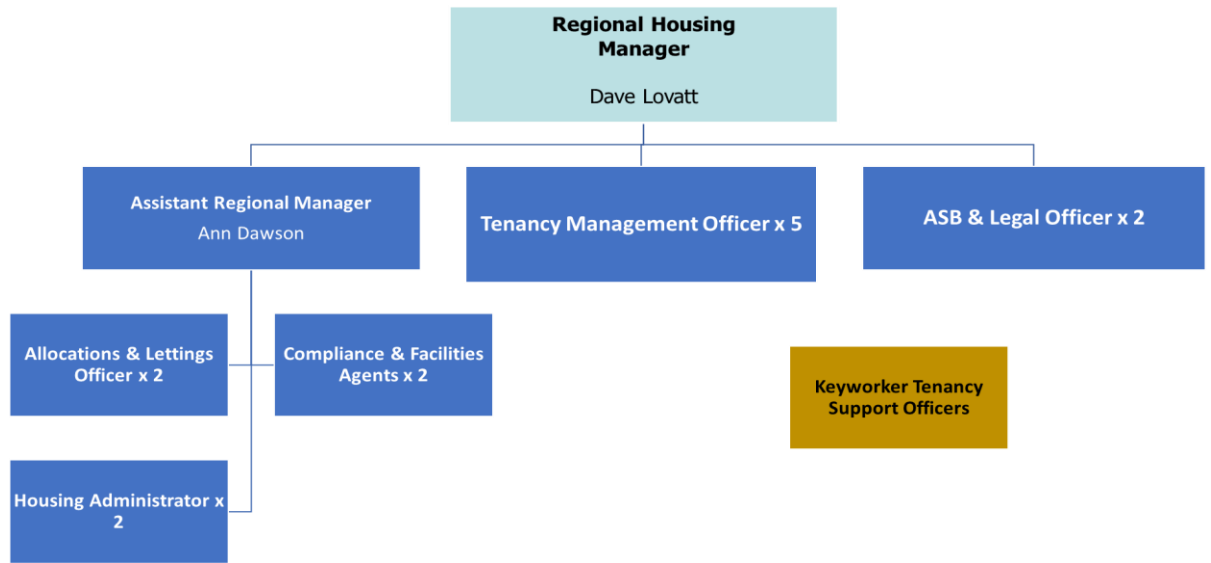 Regional Housing
Manager
Dave Lovatt
Assistant Regional Manager
Ann Dawson
Tenancy Management Officer x 5
ASB & Legal Officer x 2
Allocations & Lettings
Officer x 2
Compliance & Facilities
Agents x 2
Keyworker Tenancy
Support Officers
Housing Administrator x
2